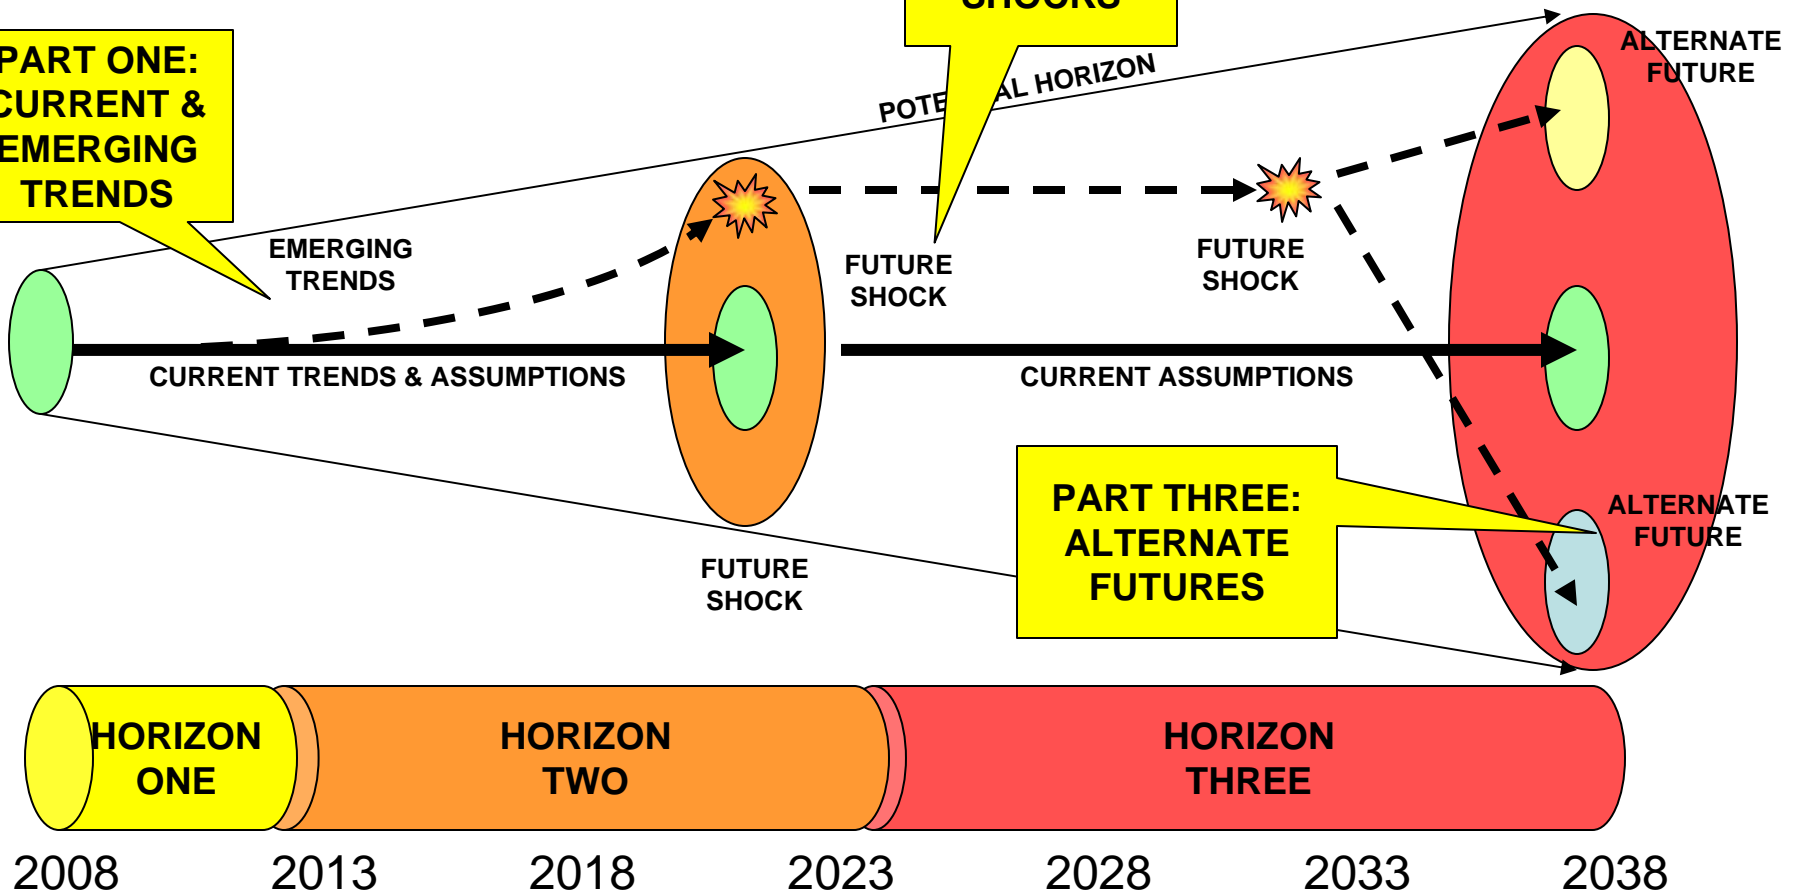 SHOCKS
PART ONE:
CURRENT &
EMERGING
TRENDS
ALTERNATE
FUTURE
HORIZON
EMERGING
TRENDS
FUTURE
SHOCK
FUTURE
SHOCK
CURRENT TRENDS & ASSUMPTIONS
CURRENT ASSUMPTIONS
PART THREE:
ALTERNATE
FUTURES
ALTERNATE
FUTURE
FUTURE
SHOCK
HORIZON
ONE
HORIZON
TWO
HORIZON
THREE
2008 2013 2018 2023 2028 2033 2038